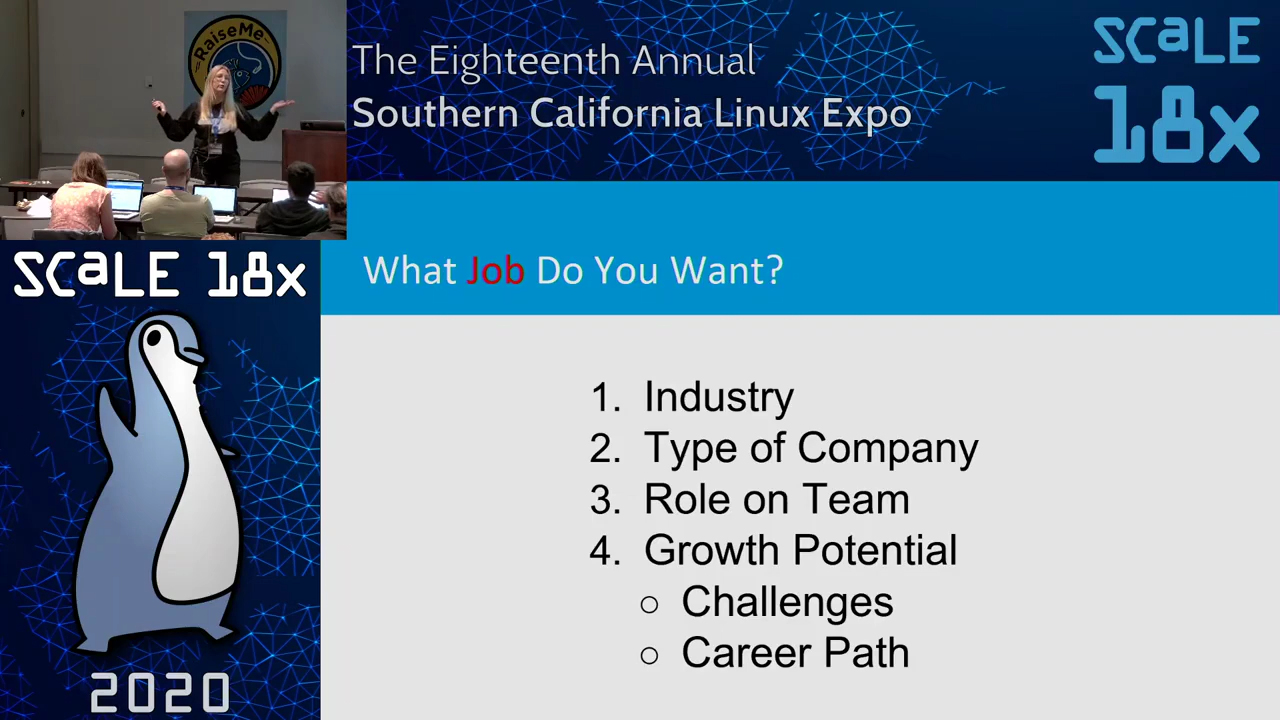 RaiseMe
The Eighteenth Annual
Southern California Linux Expo
SCaLE
18x
SCaLE 18x
2020
What Job Do You Want?
1. Industry
2. Type of Company
3. Role on Team
4. Growth Potential
○ Challenges
○ Career Path